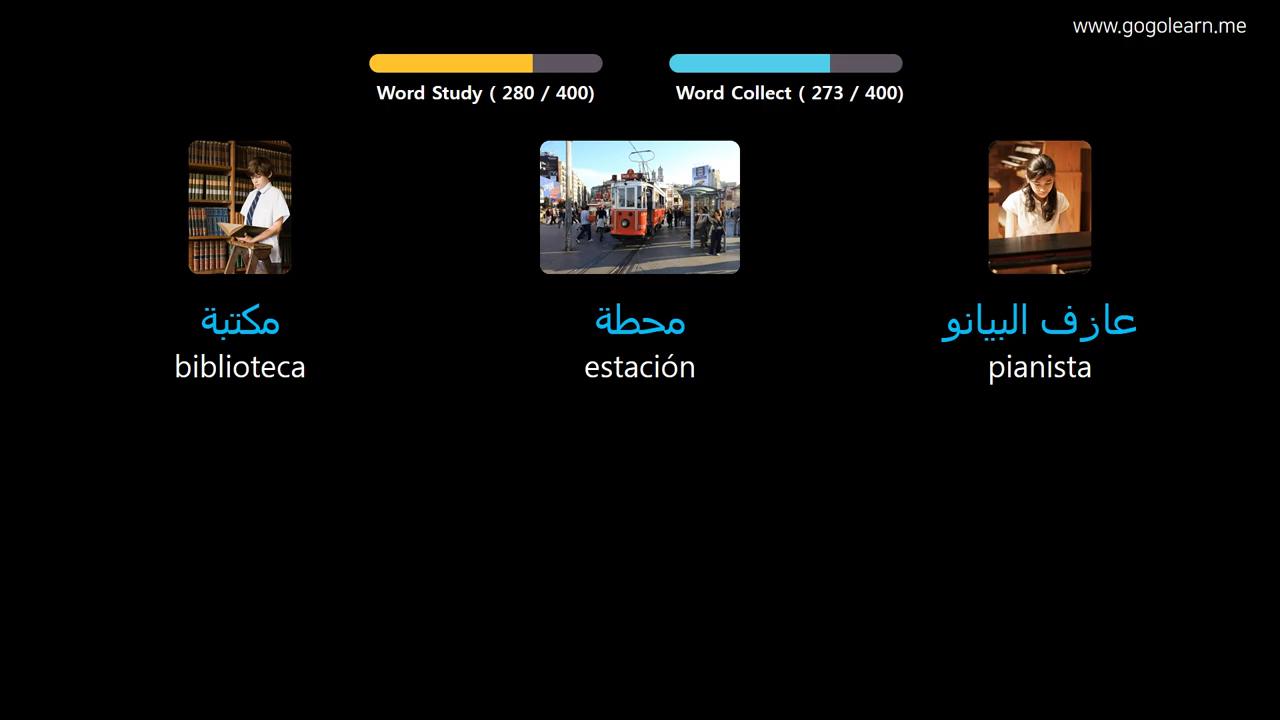 www.gogolearn.me
Word Study ( 280 / 400)
Word Collect ( 273 / 400)
مكتبة
biblioteca
محطة
estación
عازف البيانو
pianista